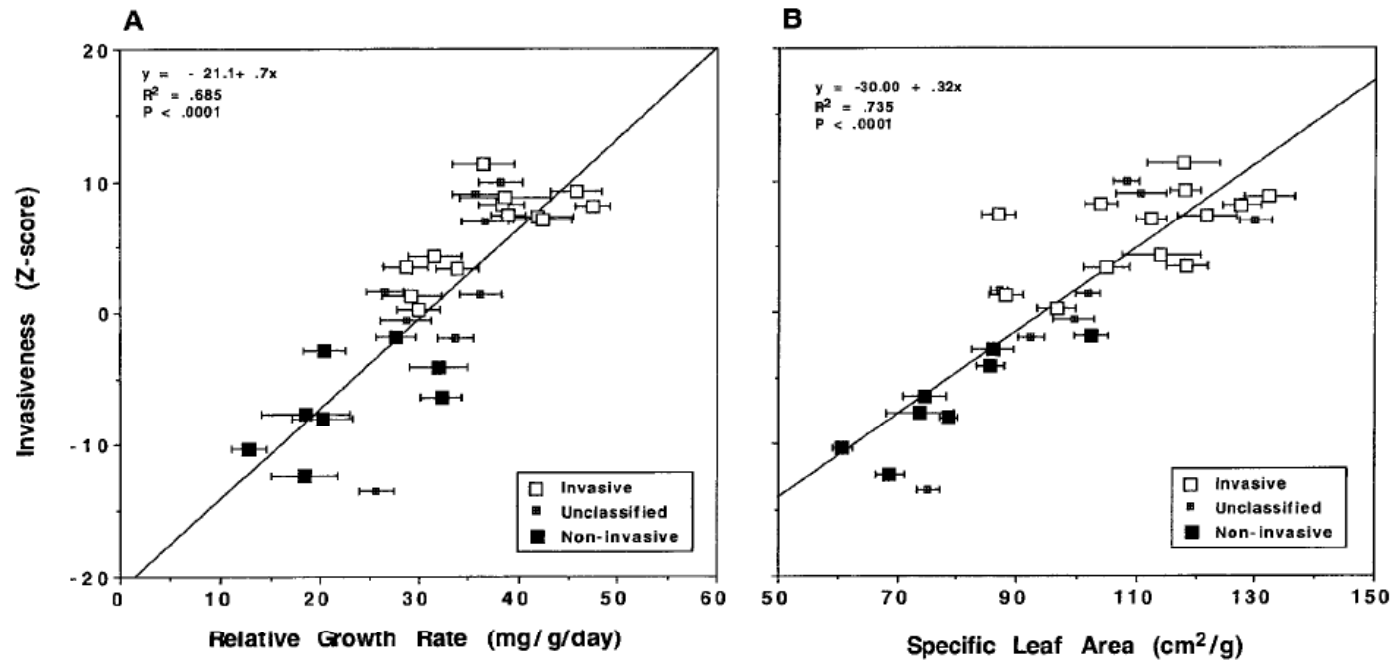 A
y = - 21.1+ .7x
R² = .685
P < .0001
Invasiveness (Z-score)
20
10
0
-10
-20
Invasive
Unclassified
Non-invasive
0 10 20 30 40 50 60
Relative Growth Rate (mg/g/day)
B
y = -30.00 + .32x
R² = .735
P < .0001
Invasive
Unclassified
Non-invasive
50 70 90 110 130 150
Specific Leaf Area (cm²/g)